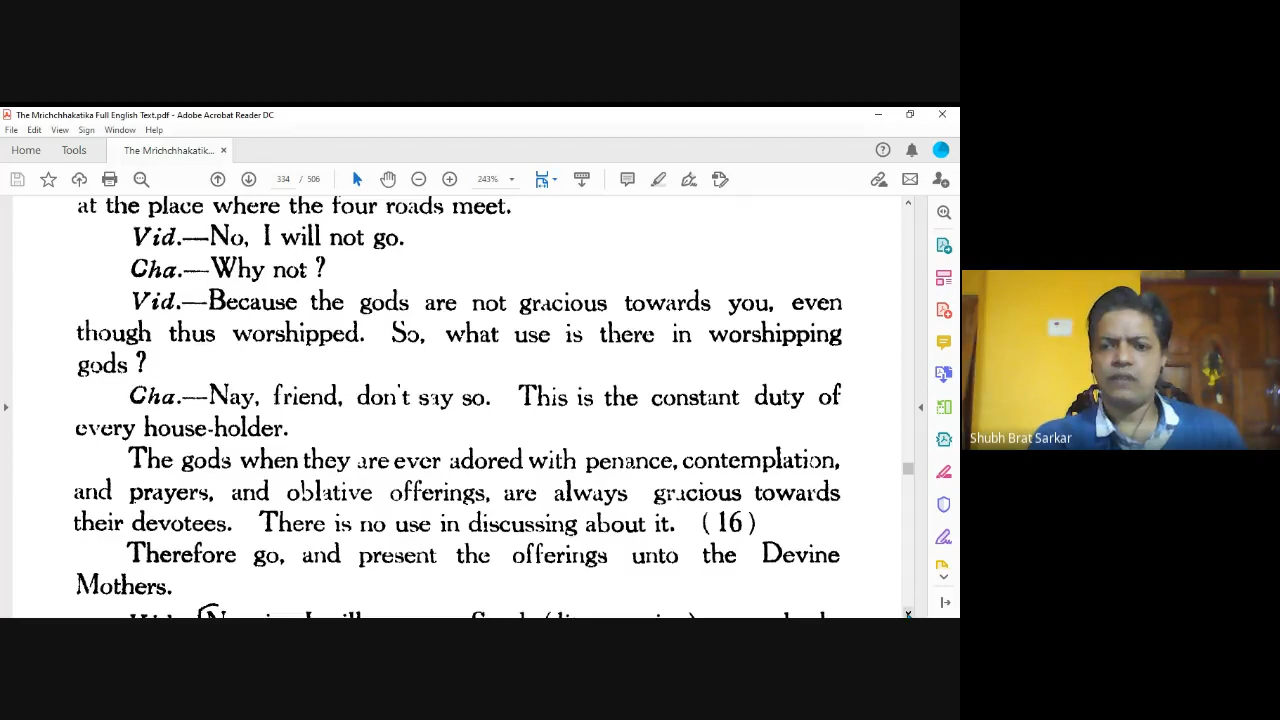 The Mrichchhakatika Full English Text.pdf - Adobe Acrobat Reader DC
File Edit View Sign Window Help
Home Tools The Mrichchhakatik... ×
334 / 506 243%
at the place where the four roads meet.
Vid.—No, I will not go.
Cha.—Why not ?
Vid.—Because the gods are not gracious towards you, even
though thus worshipped. So, what use is there in worshipping
gods ?
Cha.—Nay, friend, don't say so. This is the constant duty of
every house-holder.
The gods when they are ever adored with penance, contemplation,
and prayers, and oblative offerings, are always gracious towards
their devotees. There is no use in discussing about it. (16)
Therefore go, and present the offerings unto the Devine
Mothers.
Shubh Brat Sarkar